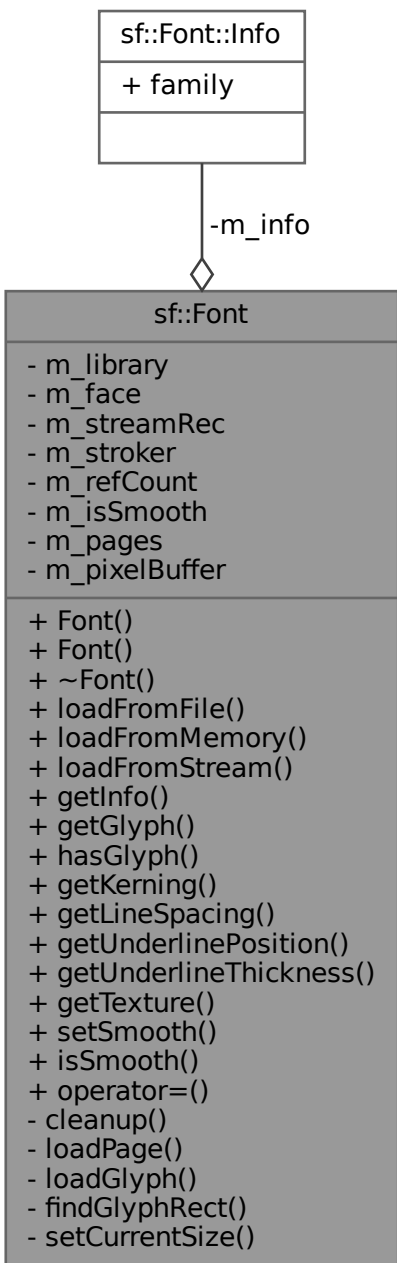 sf::Font::Info
+ family
-m_info
sf::Font
- m_library
- m_face
- m_streamRec
- m_stroker
- m_refCount
- m_isSmooth
- m_pages
- m_pixelBuffer
+ Font()
+ Font()
+ ~Font()
+ loadFromFile()
+ loadFromMemory()
+ loadFromStream()
+ getInfo()
+ getGlyph()
+ hasGlyph()
+ getKerning()
+ getLineSpacing()
+ getUnderlinePosition()
+ getUnderlineThickness()
+ getTexture()
+ setSmooth()
+ isSmooth()
+ operator=()
- cleanup()
- loadPage()
- loadGlyph()
- findGlyphRect()
- setCurrentSize()